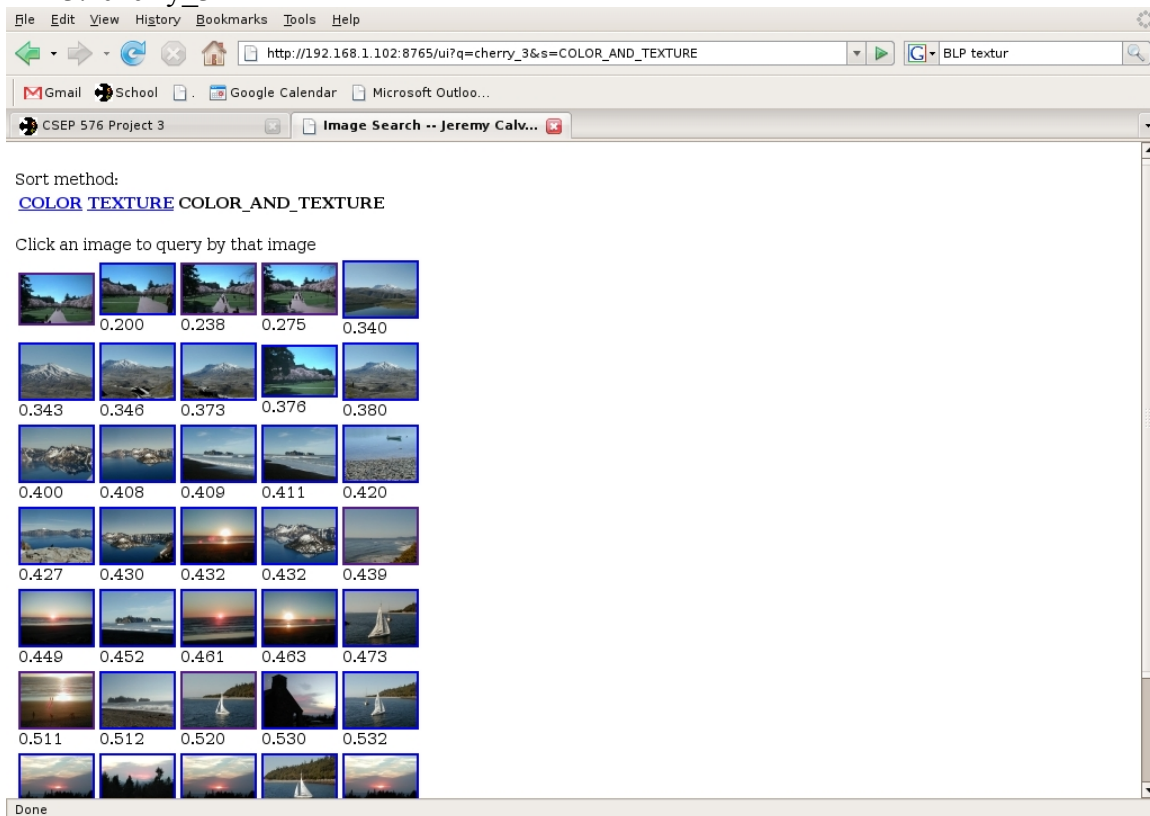 File Edit View History Bookmarks Tools Help
http://192.168.1.102:8765/ui?q=cherry_3&s=COLOR_AND_TEXTURE G BLP textur
Gmail School . Google Calendar Microsoft Outloo...
CSEP 576 Project 3 Image Search -- Jeremy Calv...
Sort method:
COLOR TEXTURE COLOR_AND_TEXTURE
Click an image to query by that image
0.200 0.238 0.275 0.340
0.343 0.346 0.373 0.376 0.380
0.400 0.408 0.409 0.411 0.420
0.427 0.430 0.432 0.432 0.439
0.449 0.452 0.461 0.463 0.473
0.511 0.512 0.520 0.530 0.532
Done